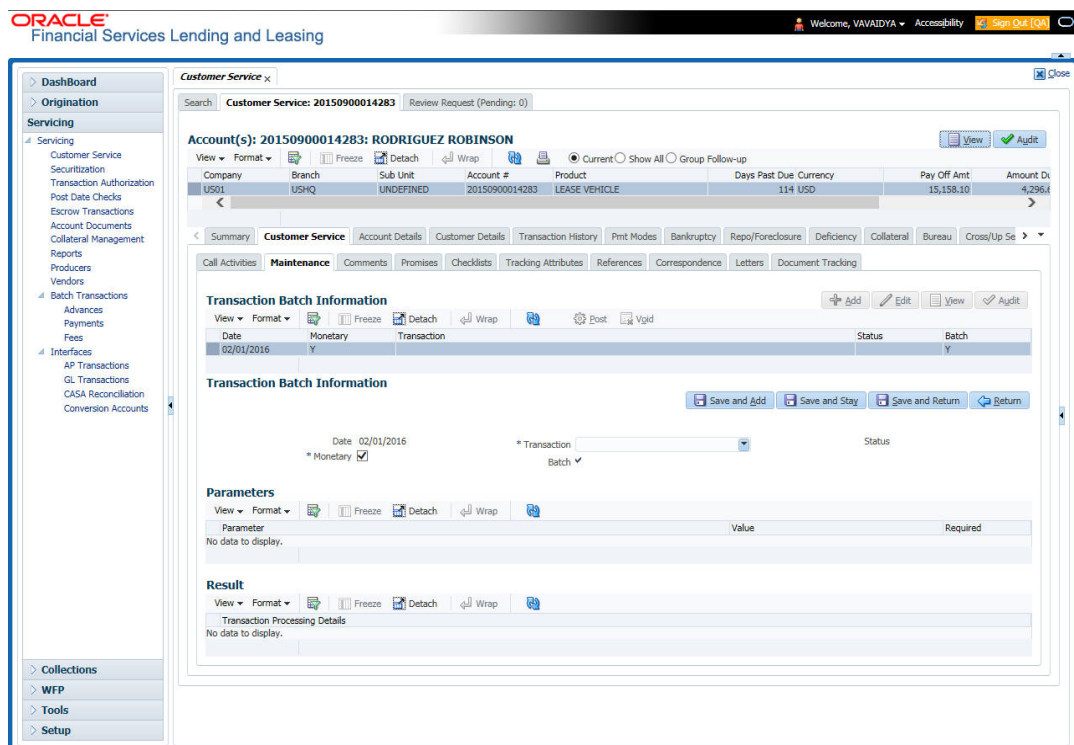 ORACLE
Financial Services Lending and Leasing
Welcome, VAVAIDYA Accessibility Sign Out [QA]
Close
DashBoard
Origination
Servicing
Servicing
Customer Service
Securitization
Transaction Authorization
Post Date Checks
Escrow Transactions
Account Documents
Collateral Management
Reports
Producers
Vendors
Batch Transactions
Advances
Payments
Fees
Interfaces
AP Transactions
GL Transactions
CASA Reconciliation
Conversion Accounts
Collections
WFP
Tools
Setup
Customer Service x
Search Customer Service: 20150900014283 Review Request (Pending: 0)
Account(s): 20150900014283: RODRIGUEZ ROBINSON
View Audit
View Format Freeze Detach Wrap Current Show All Group Follow-up
Company Branch Sub Unit Account # Product Days Past Due Currency Pay Off Amt Amount Du
US01 USHQ UNDEFINED 20150900014283 LEASE VEHICLE 114 USD 15,158.10 4,296.6
Summary Customer Service Account Details Customer Details Transaction History Pmt Modes Bankruptcy Repo/Foreclosure Deficiency Collateral Bureau Cross/Up Se
Call Activities Maintenance Comments Promises Checklists Tracking Attributes References Correspondence Letters Document Tracking
Transaction Batch Information
Add Edit View Audit
View Format Freeze Detach Wrap Post Void
Date Monetary Transaction Status Batch
02/01/2016 Y Y
Transaction Batch Information
Save and Add Save and Stay Save and Return Return
Date 02/01/2016 * Transaction Status
* Monetary Batch
Parameters
View Format Freeze Detach Wrap
Parameter Value Required
No data to display.
Result
View Format Freeze Detach Wrap
Transaction Processing Details
No data to display.